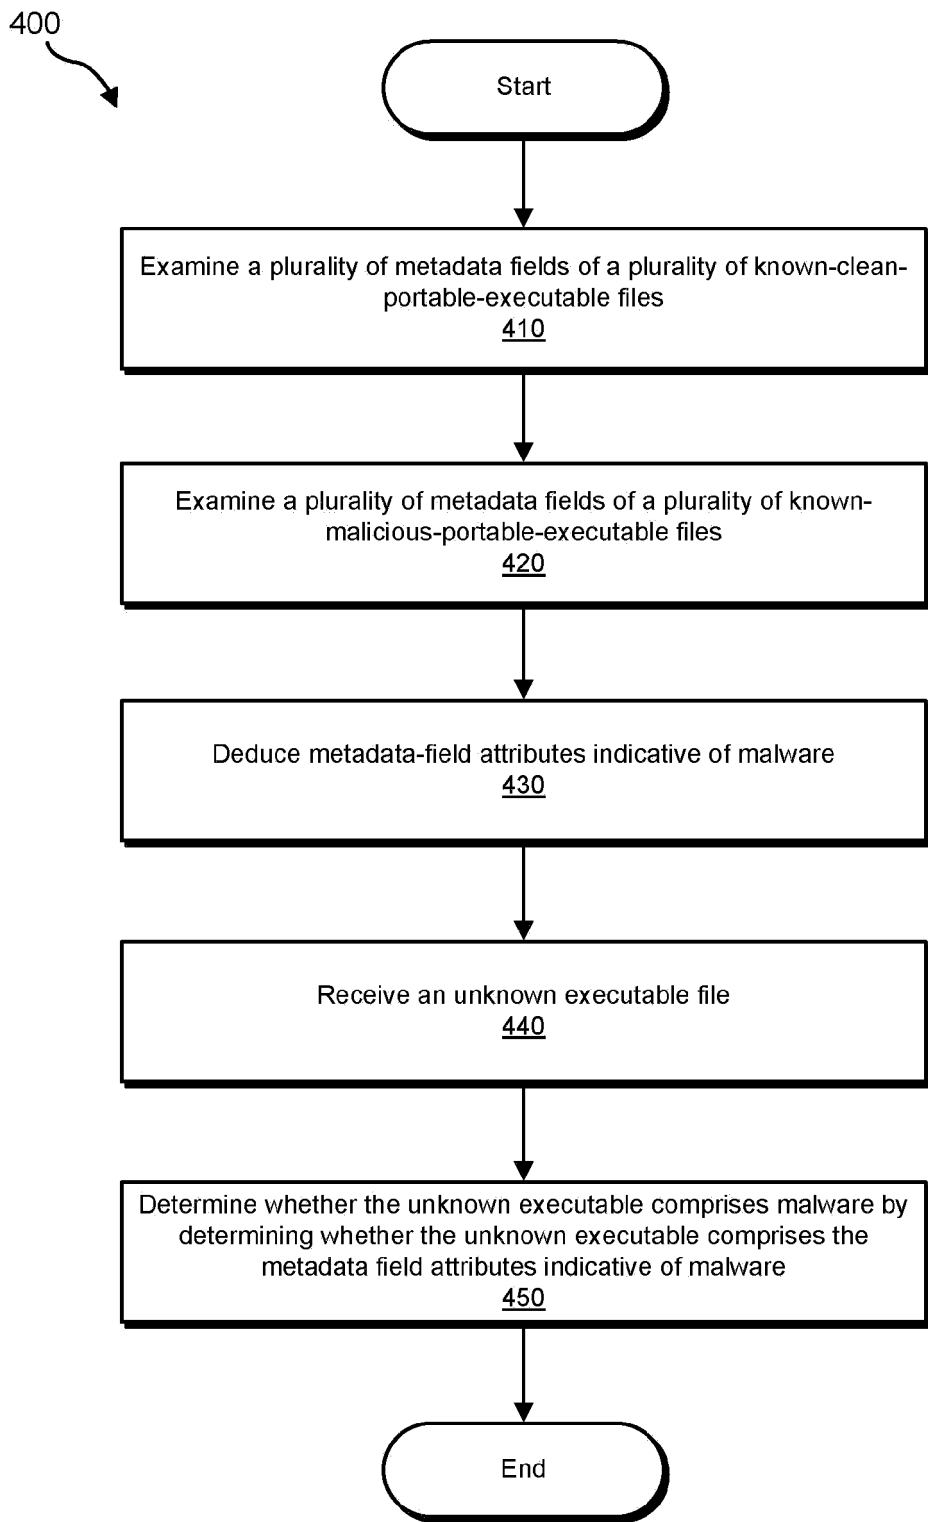 400
Start
Examine a plurality of metadata fields of a plurality of known-clean-
portable-executable files
410
Examine a plurality of metadata fields of a plurality of known-
malicious-portable-executable files
420
Deduce metadata-field attributes indicative of malware
430
Receive an unknown executable file
440
Determine whether the unknown executable comprises malware by
determining whether the unknown executable comprises the
metadata field attributes indicative of malware
450
End